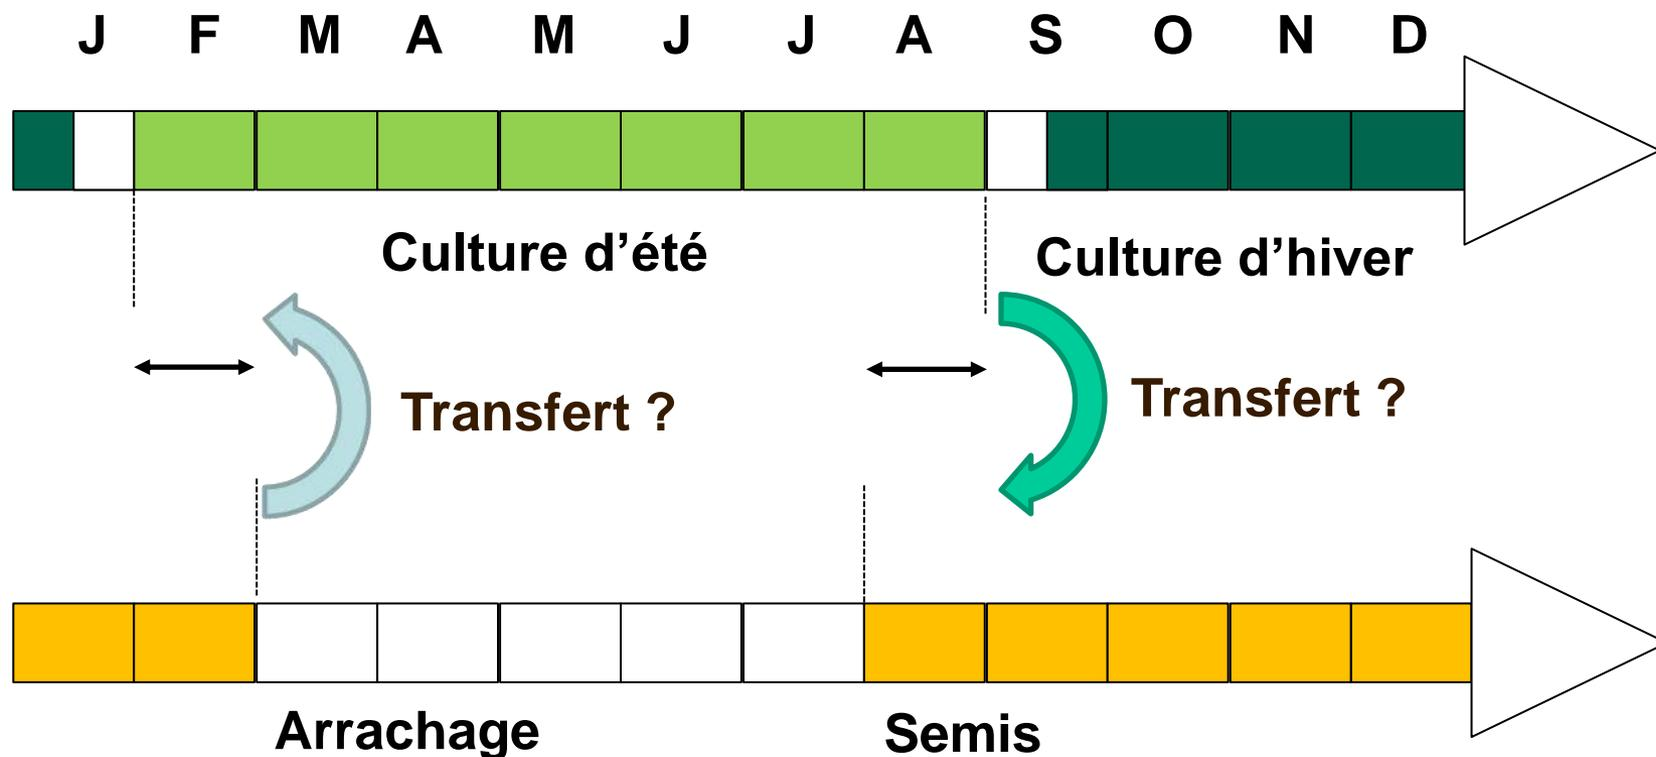 J F M A M J J A S O N D
Culture d’été
Culture d’hiver
Transfert ?
Transfert ?
Arrachage
Semis